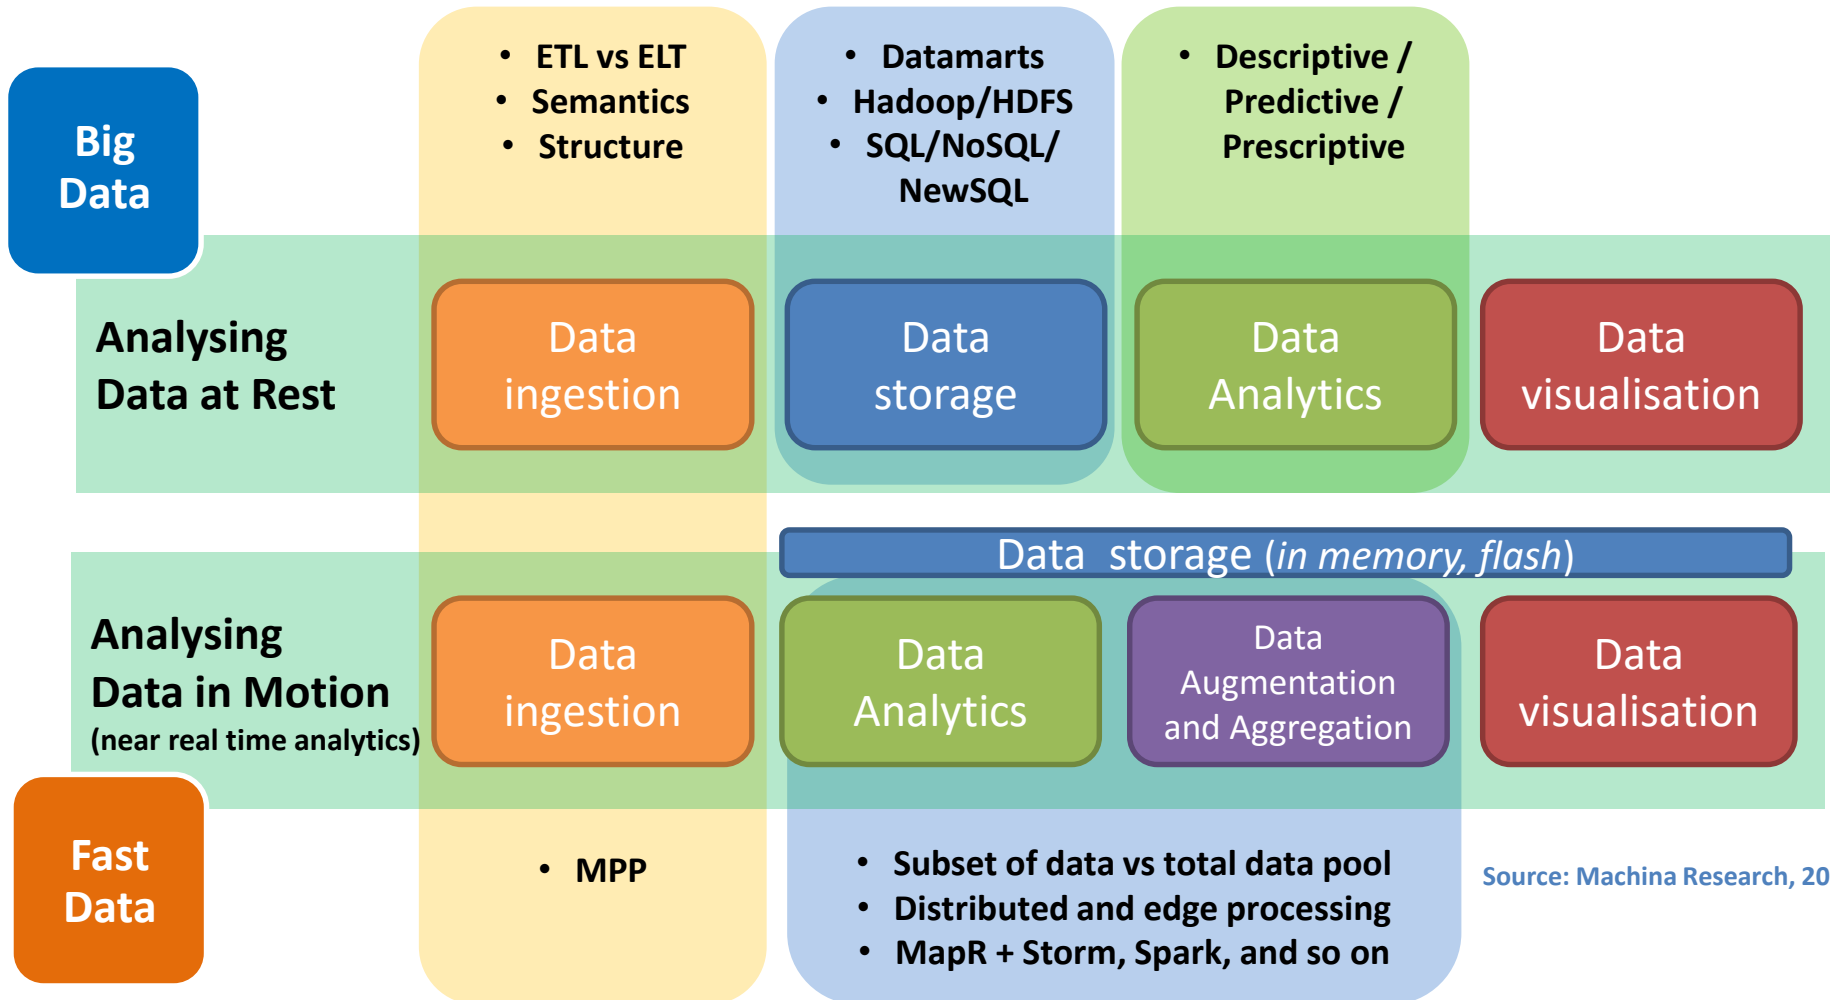 Big
Data
• ETL vs ELT
• Semantics
• Structure
• Datamarts
• Hadoop/HDFS
• SQL/NoSQL/
NewSQL
• Descriptive /
Predictive /
Prescriptive
Analysing
Data at Rest
Data
ingestion
Data
storage
Data
Analytics
Data
visualisation
Data storage (in memory, flash)
Analysing
Data in Motion
(near real time analytics)
Data
ingestion
Data
Analytics
Data
Augmentation
and Aggregation
Data
visualisation
Fast
Data
• MPP
• Subset of data vs total data pool
• Distributed and edge processing
• MapR + Storm, Spark, and so on
Source: Machina Research, 20